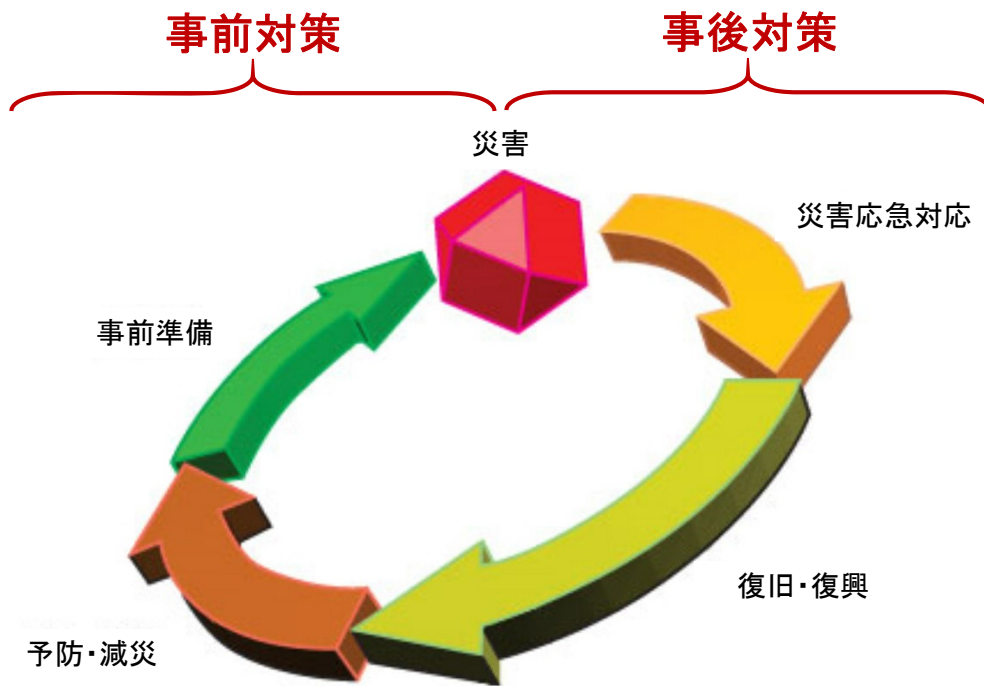 事前対策
事後対策
災害
災害応急対応
事前準備
復旧・復興
予防・減災